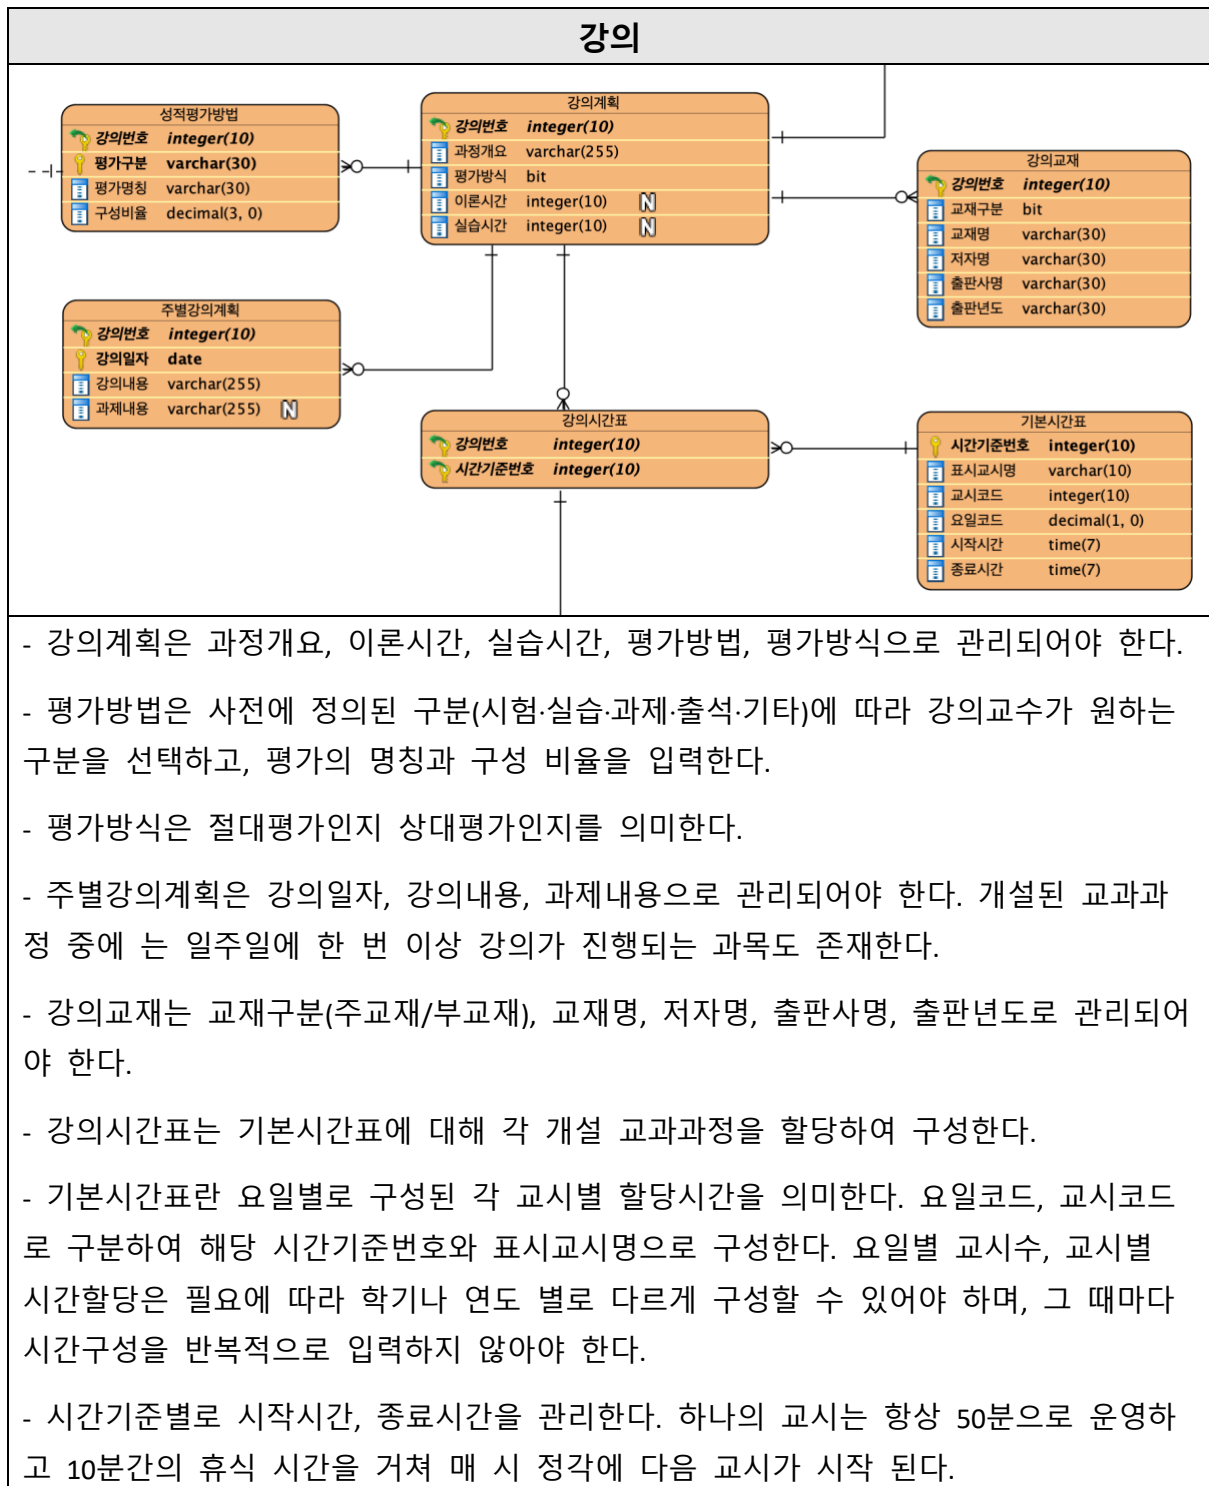 강의
성적평가방법
강의번호 integer(10)
평가구분 varchar(30)
평가명칭 varchar(30)
구성비율 decimal(3, 0)
강의계획
강의번호 integer(10)
과정개요 varchar(255)
평가방식 bit
이론시간 integer(10) N
실습시간 integer(10) N
강의교재
강의번호 integer(10)
교재구분 bit
교재명 varchar(30)
저자명 varchar(30)
출판사명 varchar(30)
출판년도 varchar(30)
주별강의계획
강의번호 integer(10)
강의일자 date
강의내용 varchar(255)
과제내용 varchar(255) N
강의시간표
강의번호 integer(10)
시간기준번호 integer(10)
기본시간표
시간기준번호 integer(10)
표시교시명 varchar(10)
교시코드 integer(10)
요일코드 decimal(1, 0)
시작시간 time(7)
종료시간 time(7)
- 강의계획은 과정개요, 이론시간, 실습시간, 평가방법, 평가방식으로 관리되어야 한다.
- 평가방법은 사전에 정의된 구분(시험·실습·과제·출석·기타)에 따라 강의교수가 원하는
구분을 선택하고, 평가의 명칭과 구성 비율을 입력한다.
- 평가방식은 절대평가인지 상대평가인지를 의미한다.
- 주별강의계획은 강의일자, 강의내용, 과제내용으로 관리되어야 한다. 개설된 교과과
정 중에 는 일주일에 한 번 이상 강의가 진행되는 과목도 존재한다.
- 강의교재는 교재구분(주교재/부교재), 교재명, 저자명, 출판사명, 출판년도로 관리되어
야 한다.
- 강의시간표는 기본시간표에 대해 각 개설 교과과정을 할당하여 구성한다.
- 기본시간표란 요일별로 구성된 각 교시별 할당시간을 의미한다. 요일코드, 교시코드
로 구분하여 해당 시간기준번호와 표시교시명으로 구성한다. 요일별 교시수, 교시별
시간할당은 필요에 따라 학기나 연도 별로 다르게 구성할 수 있어야 하며, 그 때마다
시간구성을 반복적으로 입력하지 않아야 한다.
- 시간기준별로 시작시간, 종료시간을 관리한다. 하나의 교시는 항상 50분으로 운영하
고 10분간의 휴식 시간을 거쳐 매 시 정각에 다음 교시가 시작 된다.